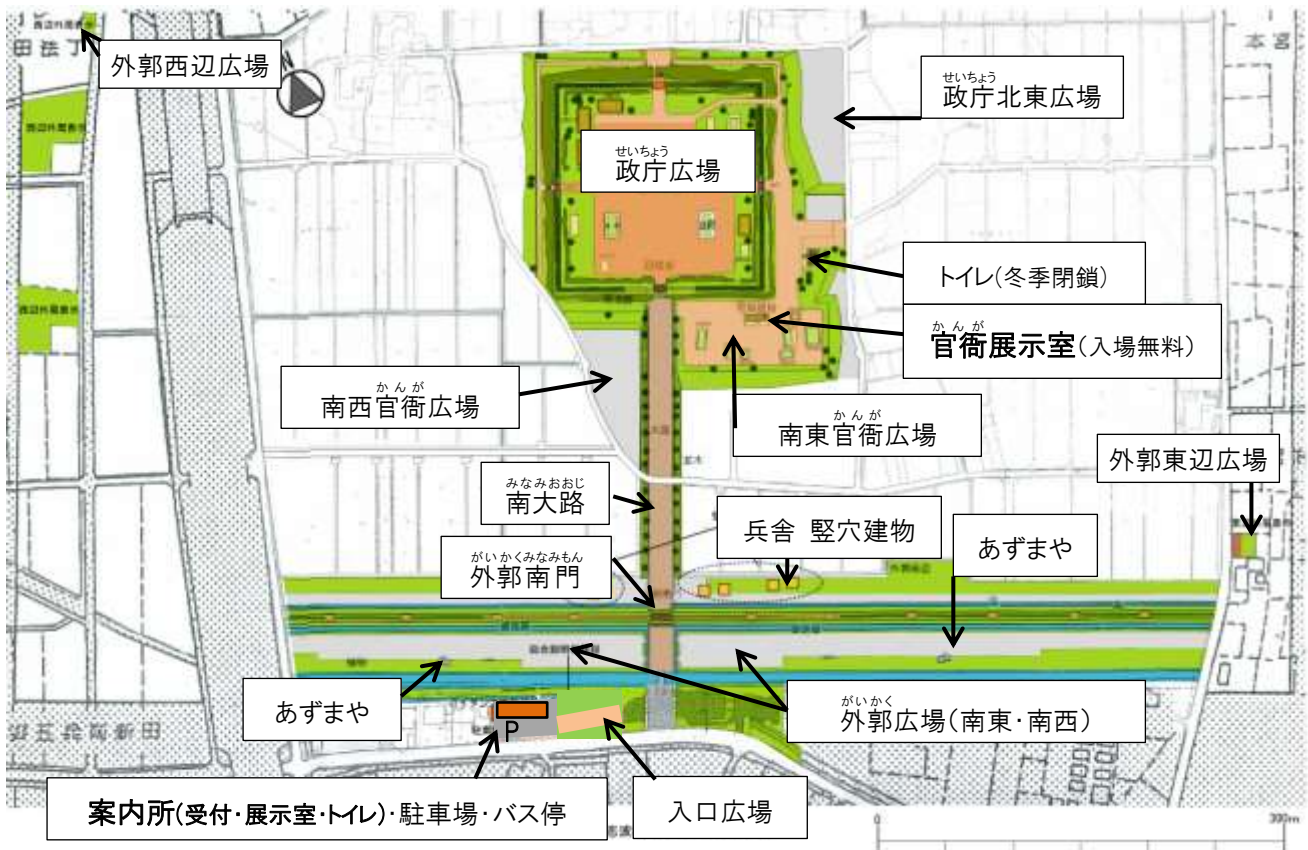 外郭西辺広場
N
本宮
せいちょう
政庁北東広場
せいちょう
政庁広場
トイレ(冬季閉鎖)
かんが
官衙展示室(入場無料)
かんが
南西官衙広場
かんが
南東官衙広場
外郭東辺広場
みなみおおじ
南大路
大路
兵舎 竪穴建物
がいかくみなみもん
外郭南門
あずまや
あずまや
がいかく
外郭広場(南東・南西)
P
案内所(受付・展示室・トイレ)・駐車場・バス停
入口広場
0
300m